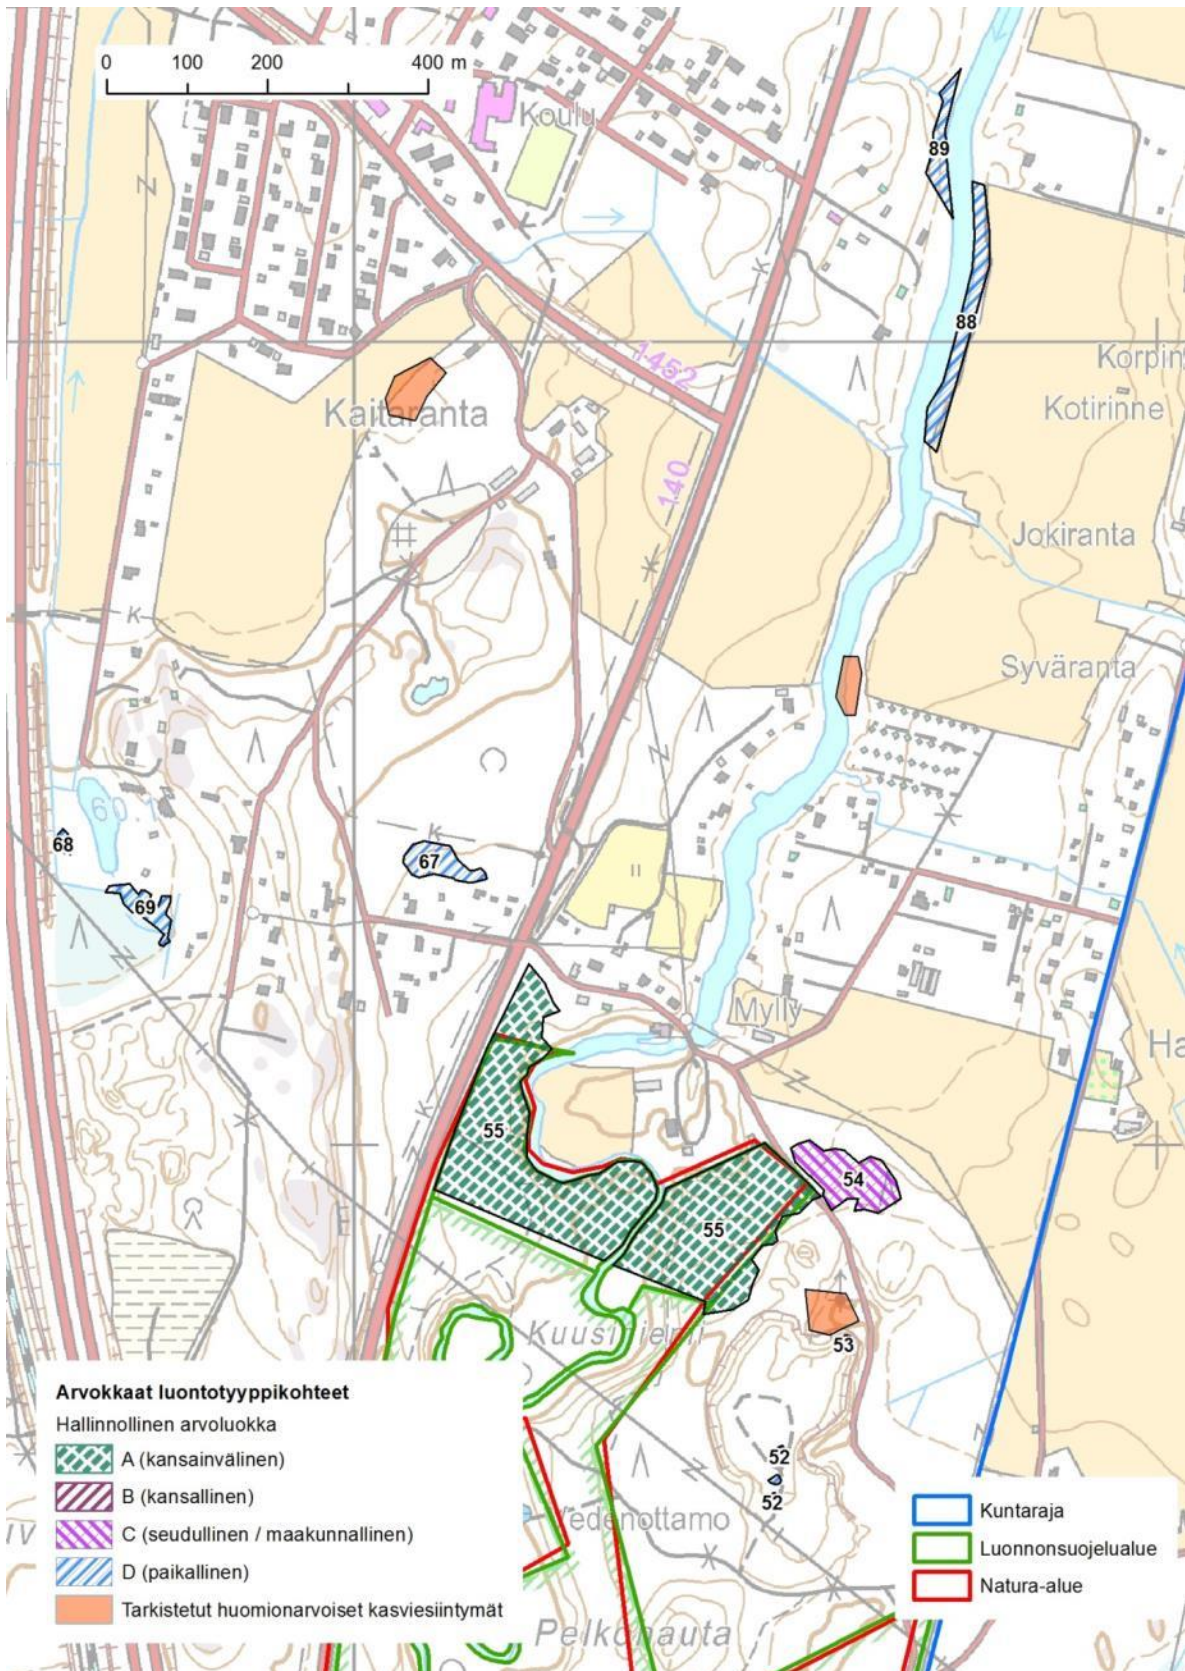 0 100 200 400 m
Koulu
89
88
1452
Korpin
Kotirinne
Kaitaranta
140
Jokiranta
Syväranta
K
60.
68
67
69
Mylly
Ha
55
54
55
Kuusiniemi
53
52
52
Vedenottamo
Pelkohauta
Arvokkaat luontotyyppikohteet
Hallinnollinen arvoluokka
A (kansainvälinen)
B (kansallinen)
C (seudullinen / maakunnallinen)
D (paikallinen)
Tarkistetut huomionarvoiset kasviesiintymät
Kuntaraja
Luonnonsuojelualue
Natura-alue